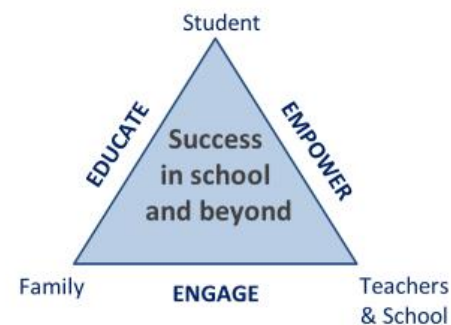 Student
EDUCATE
EMPOWER
Success
in school
and beyond
Family
ENGAGE
Teachers
& School